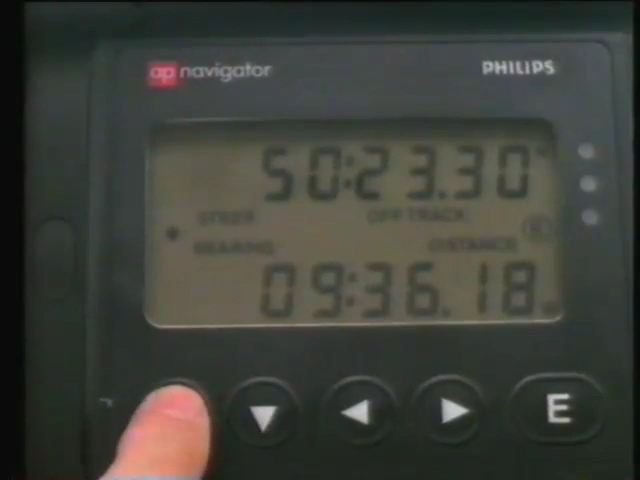 ap navigator
PHILIPS
50:23.30
STEER OFF TRACK
BEARING DISTANCE
09:36.18
E